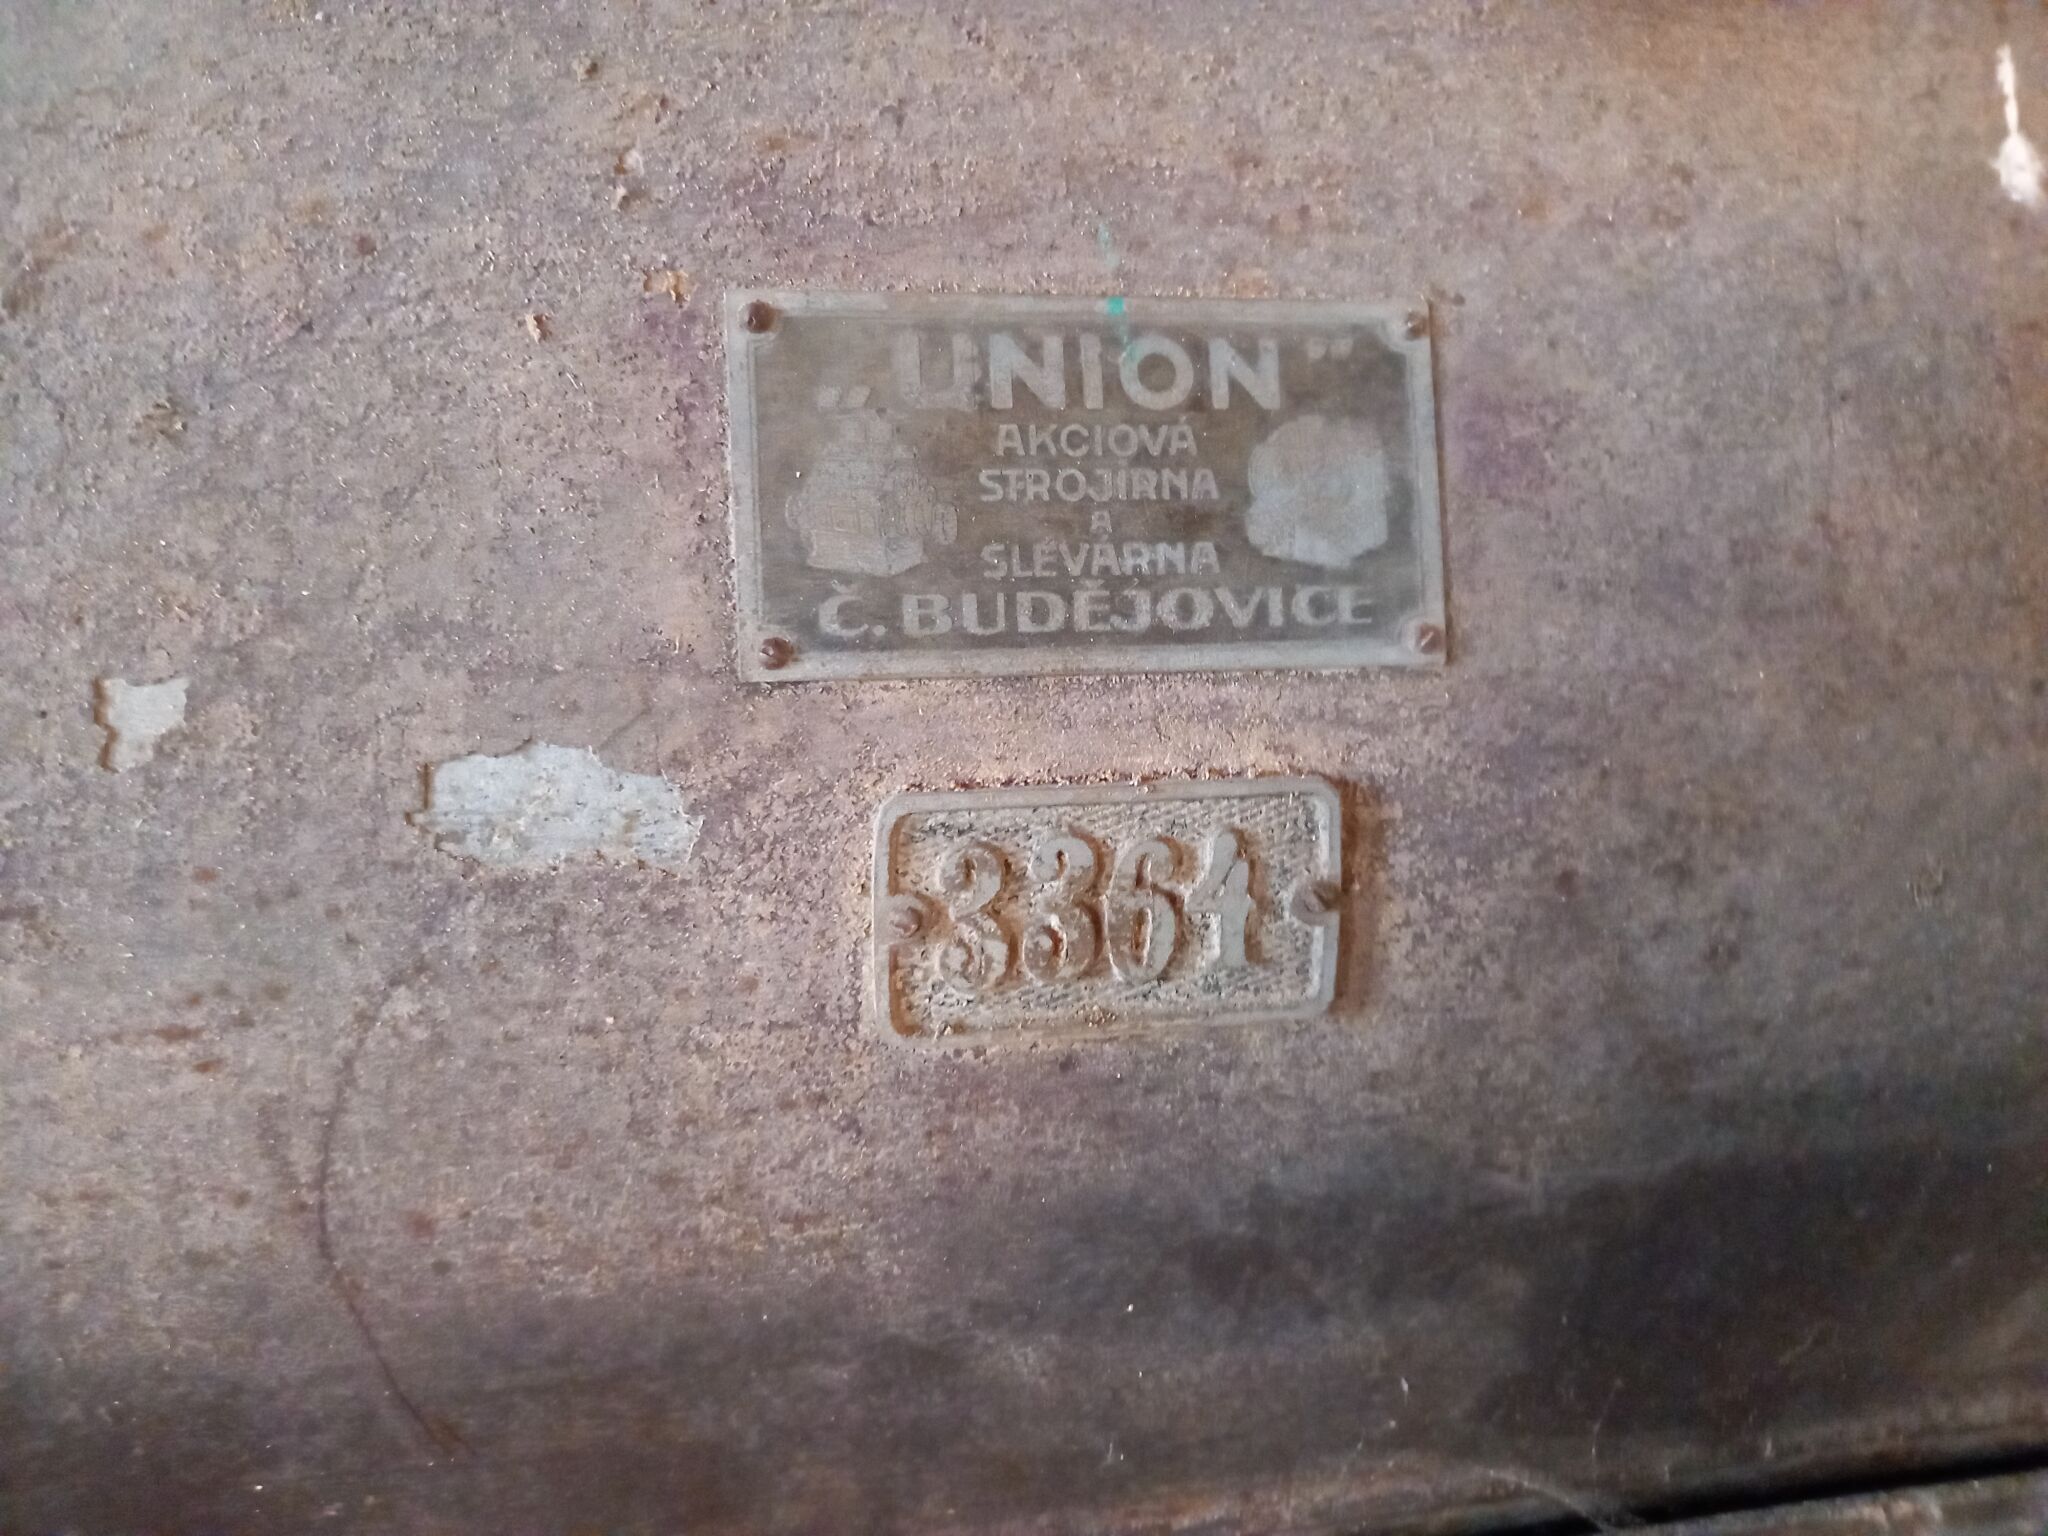 „UNION”
AKCIOVÁ
STROJÍRNA
A
SLÉVÁRNA
Č. BUDĚJOVICE
3364